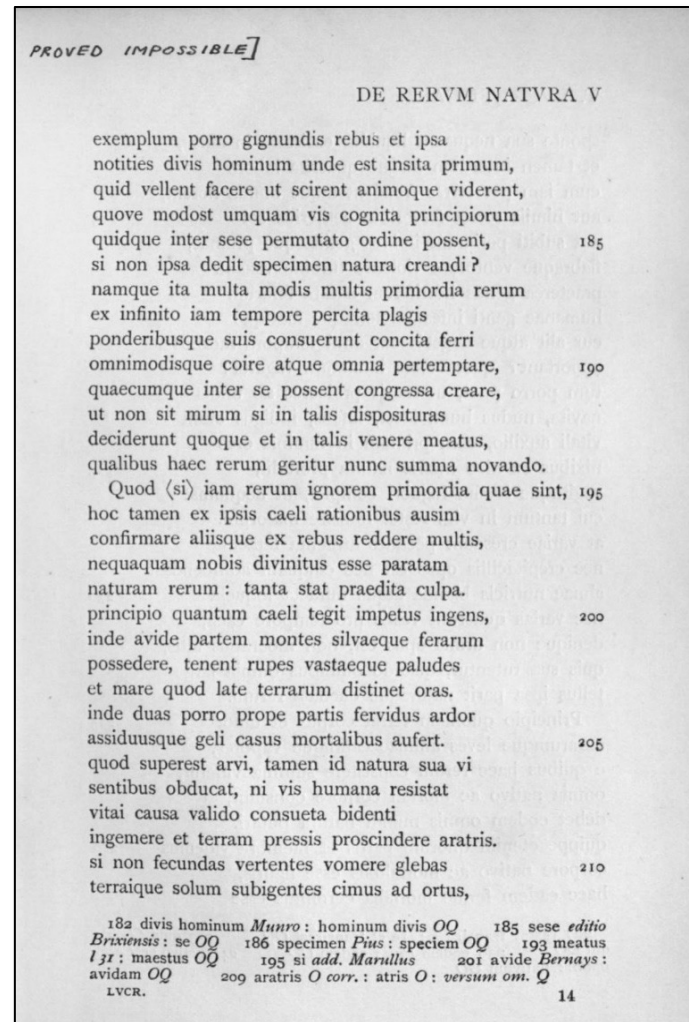 PROVED IMPOSSIBLE]
DE RERVM NATVRA V
exemplum porro gignundis rebus et ipsa
notities divis hominum unde est insita primum,
quid vellent facere ut scirent animoque viderent,
quove modost umquam vis cognita principiorum
quidque inter sese permutato ordine possent, 185
si non ipsa dedit specimen natura creandi?
namque ita multa modis multis primordia rerum
ex infinito iam tempore percita plagis
ponderibusque suis consuerunt concita ferri
omnimodisque coire atque omnia pertemptare, 190
quaecumque inter se possent congressa creare,
ut non sit mirum si in talis disposituras
deciderunt quoque et in talis venere meatus,
qualibus haec rerum geritur nunc summa novando.
Quod ⟨si⟩ iam rerum ignorem primordia quae sint, 195
hoc tamen ex ipsis caeli rationibus ausim
confirmare aliisque ex rebus reddere multis,
nequaquam nobis divinitus esse paratam
naturam rerum : tanta stat praedita culpa.
principio quantum caeli tegit impetus ingens, 200
inde avide partem montes silvaeque ferarum
possedere, tenent rupes vastaeque paludes
et mare quod late terrarum distinet oras.
inde duas porro prope partis fervidus ardor
assiduusque geli casus mortalibus aufert. 205
quod superest arvi, tamen id natura sua vi
sentibus obducat, ni vis humana resistat
vitai causa valido consueta bidenti
ingemere et terram pressis proscindere aratris.
si non fecundas vertentes vomere glebas 210
terraique solum subigentes cimus ad ortus,
182 divis hominum Munro : hominum divis OQ 185 sese editio
Brixiensis : se OQ 186 specimen Pius : speciem OQ 193 meatus
l 31 : maestus OQ 195 si add. Marullus 201 avide Bernays :
avidam OQ 209 aratris O corr. : atris O : versum om. Q
LVCR. 14